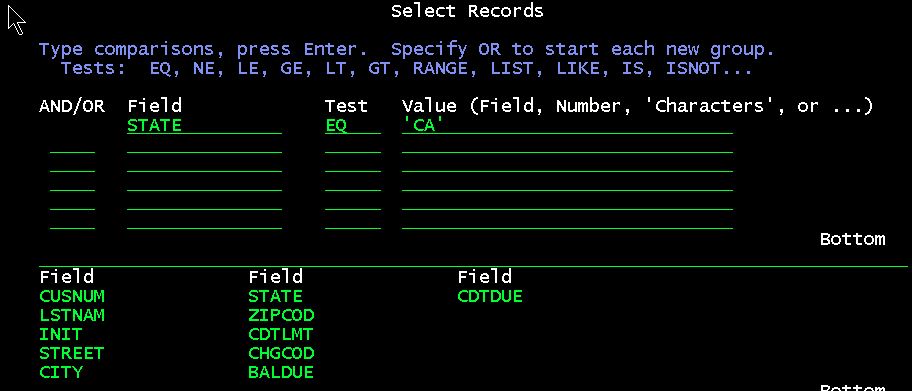 Select Records
Type comparisons, press Enter.  Specify OR to start each new group.
Tests:  EQ, NE, LE, GE, LT, GT, RANGE, LIST, LIKE, IS, ISNOT...
AND/OR  Field  Test  Value (Field, Number, 'Characters', or ...)
STATE  EQ  'CA'
Bottom
Field  Field  Field
CUSNUM  STATE  CDTDUE
LSTNAM  ZIPCOD
INIT  CDTLMT
STREET  CHGCOD
CITY  BALDUE
Bottom